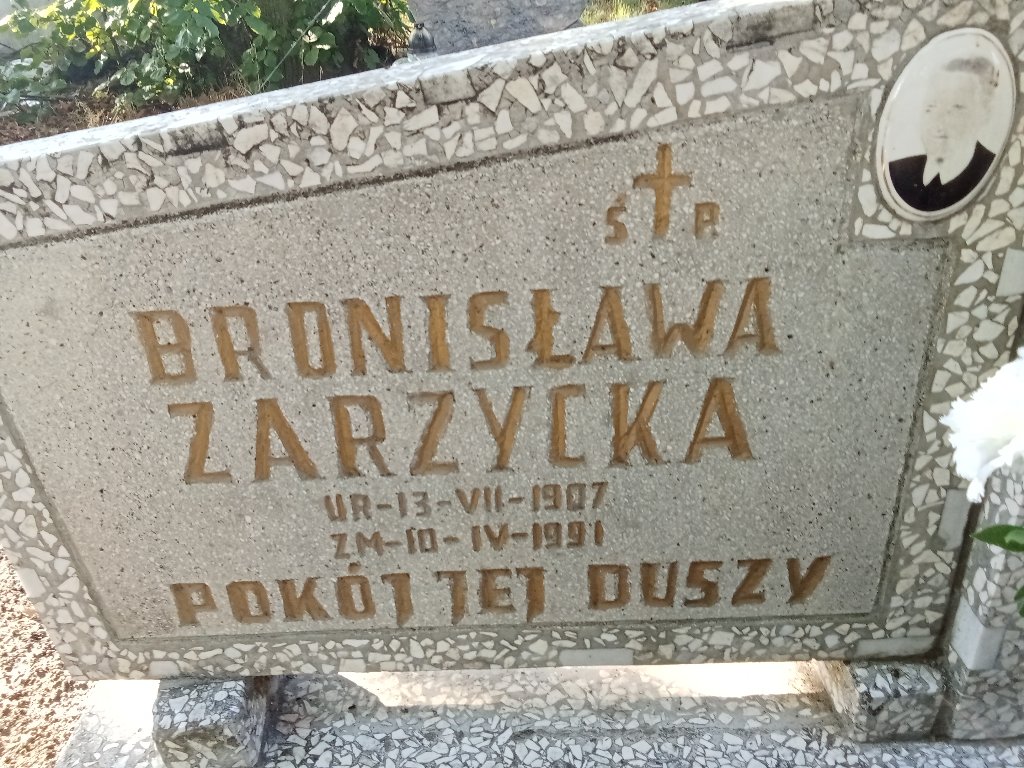 Ś † P.
BRONISŁAWA
ZARZYCKA
UR-13-VII-1907
ZM-10-IV-1991
POKÓJ JEJ DUSZY